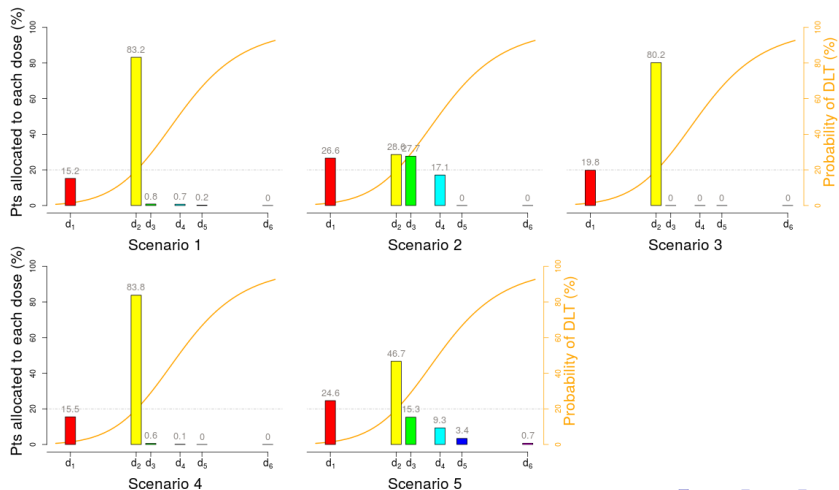 Pts allocated to each dose (%)
0 20 40 60 80 100
15.2 83.2 0.8 0.7 0.2 0
d1 d2 d3 d4 d5 d6
Scenario 1
26.6 28.6 27.7 17.1 0 0
d1 d2 d3 d4 d5 d6
Scenario 2
19.8 80.2 0 0 0 0
d1 d2 d3 d4 d5 d6
Scenario 3
0 20 40 60 80 100
Probability of DLT (%)
Pts allocated to each dose (%)
0 20 40 60 80 100
15.5 83.8 0.6 0.1 0 0
d1 d2 d3 d4 d5 d6
Scenario 4
24.6 46.7 15.3 9.3 3.4 0.7
d1 d2 d3 d4 d5 d6
Scenario 5
0 20 40 60 80 100
Probability of DLT (%)